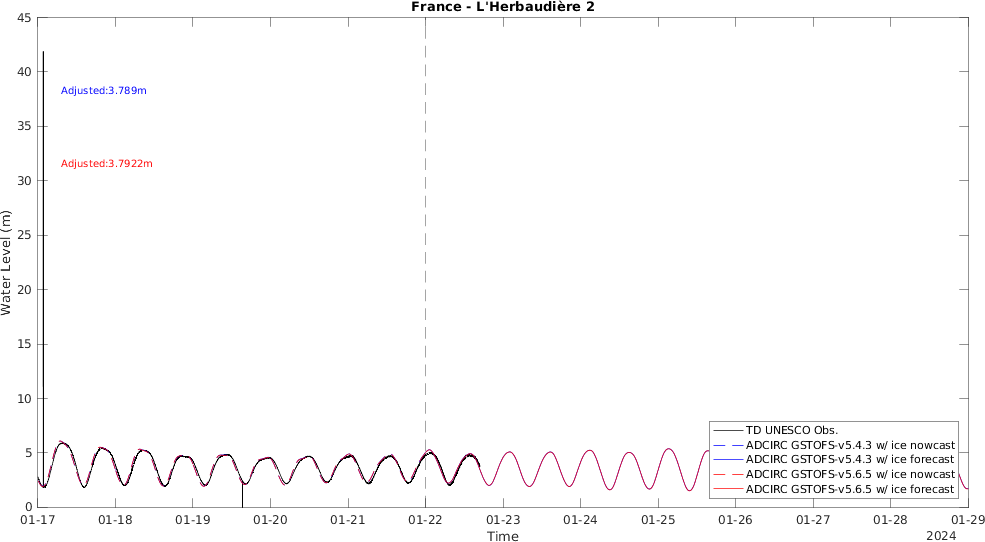 France - L'Herbaudière 2
45
40
35
30
25
20
15
10
5
0
Water Level (m)
Adjusted:3.789m
Adjusted:3.7922m
TD UNESCO Obs.
ADCIRC GSTOFS-v5.4.3 w/ ice nowcast
ADCIRC GSTOFS-v5.4.3 w/ ice forecast
ADCIRC GSTOFS-v5.6.5 w/ ice nowcast
ADCIRC GSTOFS-v5.6.5 w/ ice forecast
01-17 01-18 01-19 01-20 01-21 01-22 01-23 01-24 01-25 01-26 01-27 01-28 01-29
Time
2024